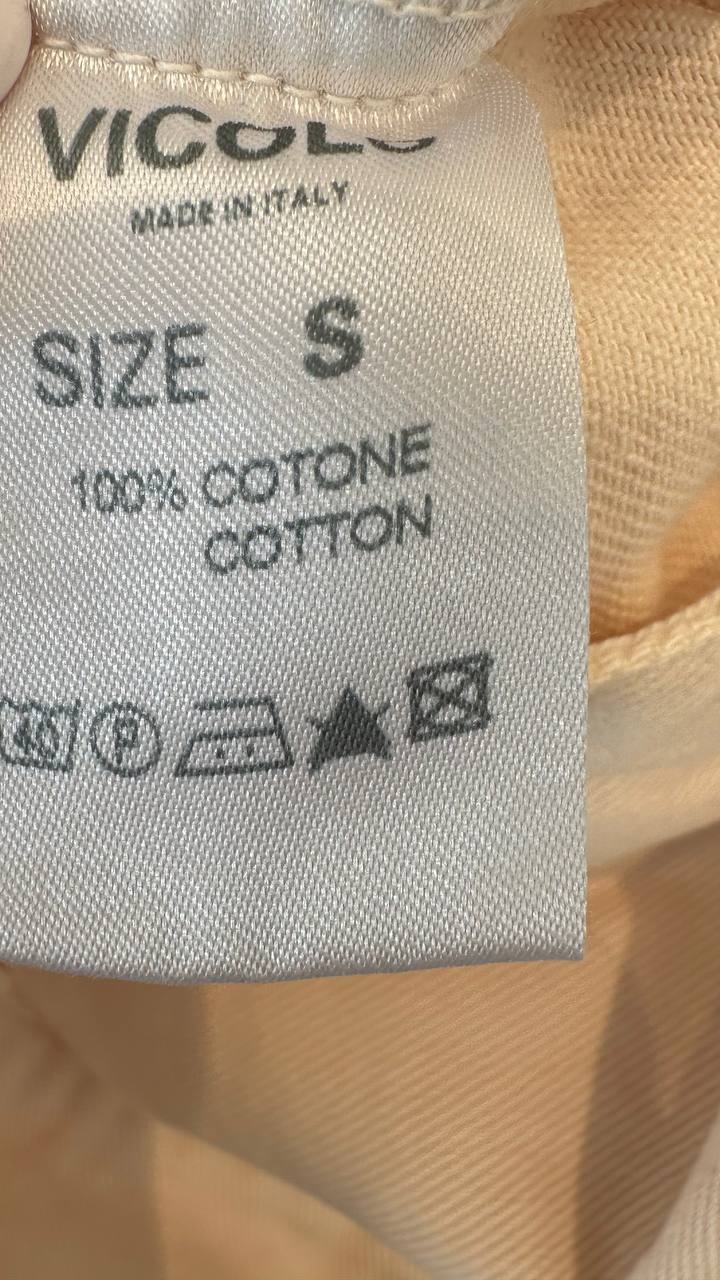 VICOLO
MADE IN ITALY
SIZE S
100% COTONE
COTTON
40 P